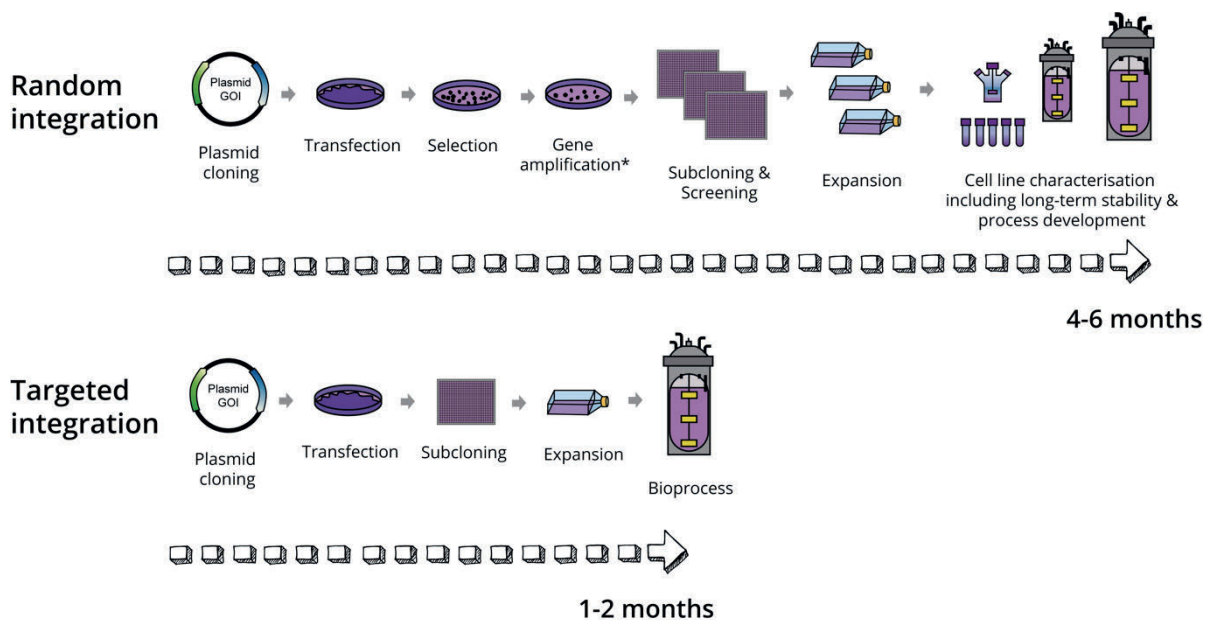 Random
integration
Plasmid
GOI
Plasmid
cloning
Transfection
Selection
Gene
amplification*
Subcloning &
Screening
Expansion
Cell line characterisation
including long-term stability &
process development
4-6 months
Targeted
integration
Plasmid
GOI
Plasmid
cloning
Transfection
Subcloning
Expansion
Bioprocess
1-2 months